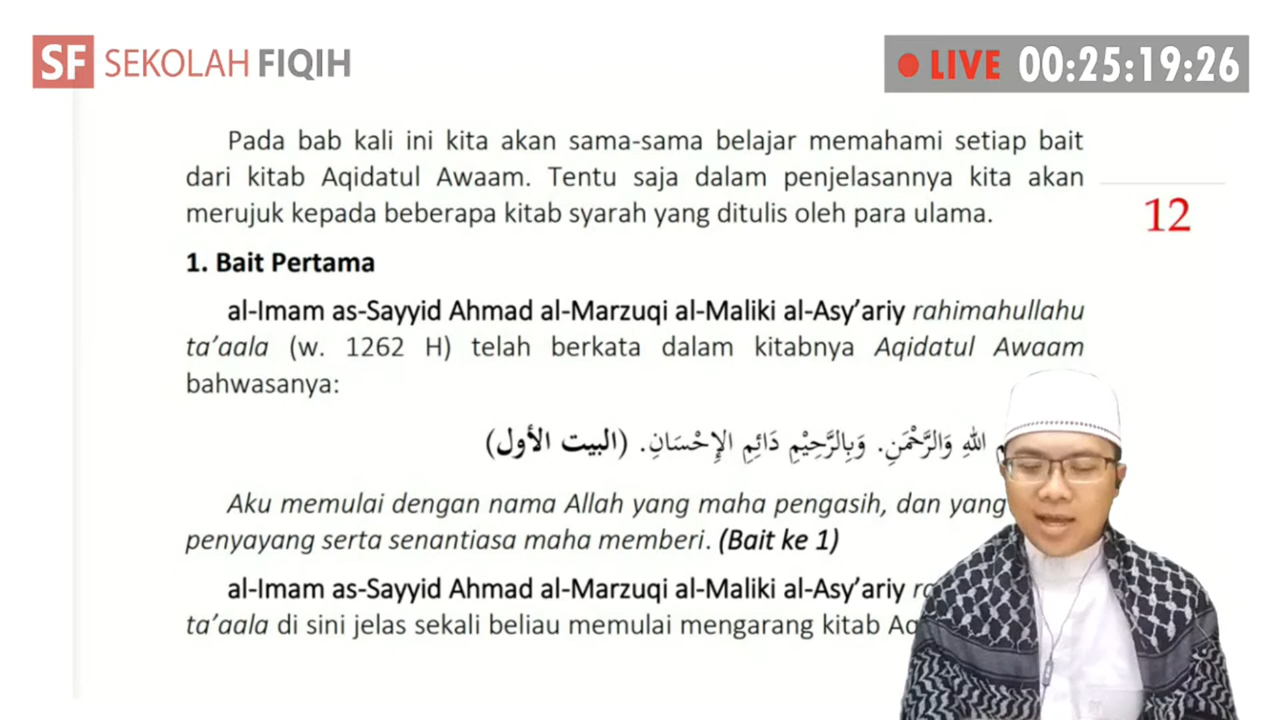 SF SEKOLAH FIQIH
LIVE 00:25:19:26
Pada bab kali ini kita akan sama-sama belajar memahami setiap bait
dari kitab Aqidatul Awaam. Tentu saja dalam penjelasannya kita akan
merujuk kepada beberapa kitab syarah yang ditulis oleh para ulama.
12
1. Bait Pertama
al-Imam as-Sayyid Ahmad al-Marzuqi al-Maliki al-Asy’ariy rahimahullahu
ta’aala (w. 1262 H) telah berkata dalam kitabnya Aqidatul Awaam
bahwasanya:
اللهِ وَالرَّحْمَنِ. وَبِالرَّحِيْمِ دَائِمِ الإِحْسَانِ. (البيت الأول)
Aku memulai dengan nama Allah yang maha pengasih, dan yang
penyayang serta senantiasa maha memberi. (Bait ke 1)
al-Imam as-Sayyid Ahmad al-Marzuqi al-Maliki al-Asy’ariy
ta’aala di sini jelas sekali beliau memulai mengarang kitab